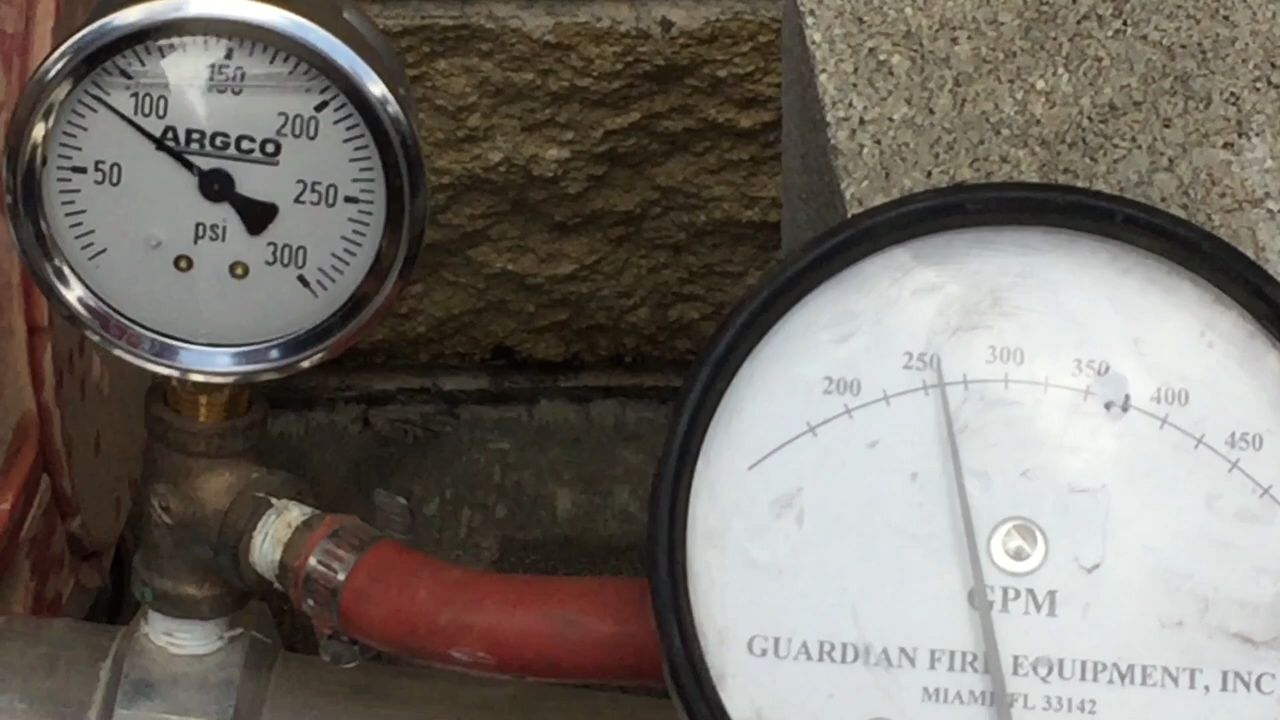 150
100
200
ARGCO
50
250
psi
300
250
300
350
200
400
450
GPM
GUARDIAN FIRE EQUIPMENT, INC
MIAMI FL 33142